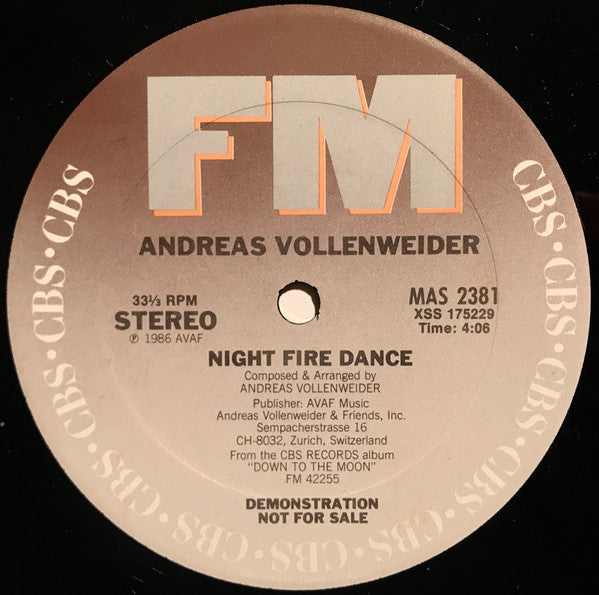 FM
ANDREAS VOLLENWEIDER
33⅓ RPM
STEREO
℗ 1986 AVAF
MAS 2381
XSS 175229
Time: 4:06
NIGHT FIRE DANCE
Composed & Arranged by
ANDREAS VOLLENWEIDER
Publisher: AVAF Music
Andreas Vollenweider & Friends, Inc.
Sempacherstrasse 16
CH-8032, Zurich, Switzerland
From the CBS RECORDS album
"DOWN TO THE MOON"
FM 42255
DEMONSTRATION
NOT FOR SALE
CBS · CBS · CBS · CBS · CBS · CBS · CBS · CBS · CBS · CBS · CBS